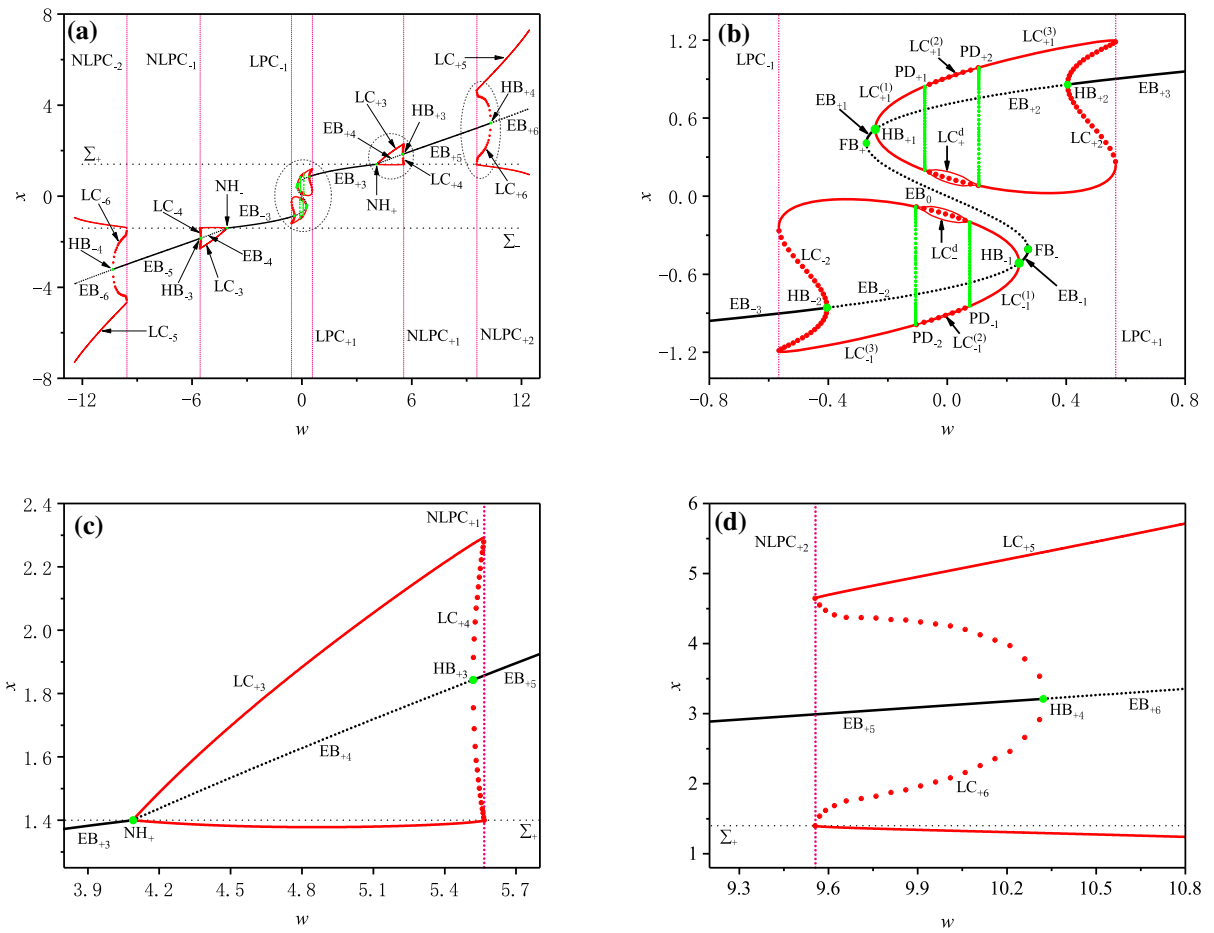 (a)
NLPC₋₂
NLPC₋₁
LPC₋₁
LC₊₅
HB₊₄
LC₊₃
HB₊₃
EB₊₄
EB₊₆
EB₊₅
Σ₊
EB₊₃
LC₊₄
LC₊₆
NH₊
NH₋
LC₋₆
LC₋₄
EB₋₃
Σ₋
HB₋₄
EB₋₄
EB₋₅
EB₋₆
HB₋₃
LC₋₃
LC₋₅
LPC₊₁
NLPC₊₁
NLPC₊₂
8
4
0
−4
−8
x
−12
−6
0
6
12
w
(b)
LPC₋₁
LC₊₁⁽²⁾
PD₊₂
LC₊₁⁽³⁾
PD₊₁
LC₊₁⁽¹⁾
EB₊₁
EB₊₂
HB₊₂
EB₊₃
FB₊
HB₊₁
LC₊ᵈ
LC₊₂
EB₀
LC₋ᵈ
HB₋₁
FB₋
LC₋₂
EB₋₂
EB₋₁
EB₋₃
HB₋₂
LC₋₁⁽¹⁾
PD₋₁
PD₋₂
LC₋₁⁽²⁾
LC₋₁⁽³⁾
LPC₊₁
1.2
0.6
0.0
−0.6
−1.2
x
−0.8
−0.4
0.0
0.4
0.8
w
(c)
NLPC₊₁
LC₊₄
HB₊₃
EB₊₅
LC₊₃
EB₊₄
EB₊₃
NH₊
Σ₊
2.4
2.2
2.0
1.8
1.6
1.4
x
3.9
4.2
4.5
4.8
5.1
5.4
5.7
w
(d)
NLPC₊₂
LC₊₅
EB₊₅
HB₊₄
EB₊₆
LC₊₆
Σ₊
6
5
4
3
2
1
x
9.3
9.6
9.9
10.2
10.5
10.8
w